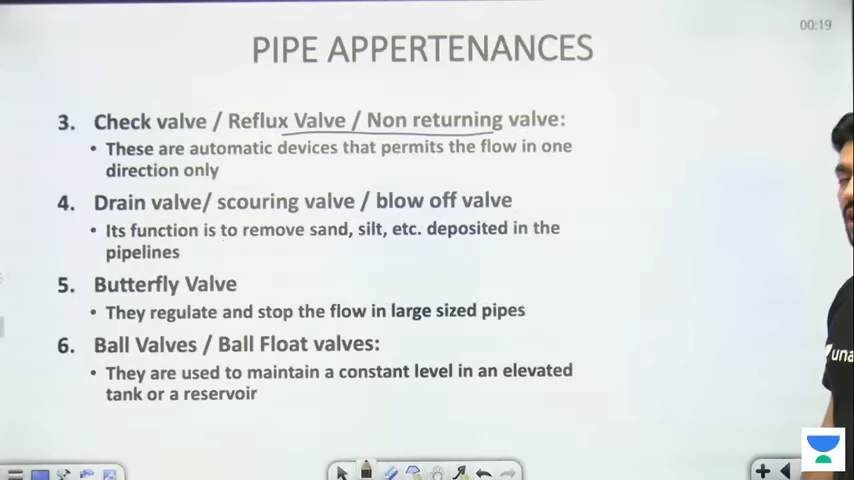 00:19
PIPE APPERTENANCES
3. Check valve / Reflux Valve / Non returning valve:
• These are automatic devices that permits the flow in one
direction only
4. Drain valve/ scouring valve / blow off valve
• Its function is to remove sand, silt, etc. deposited in the
pipelines
5. Butterfly Valve
• They regulate and stop the flow in large sized pipes
6. Ball Valves / Ball Float valves:
• They are used to maintain a constant level in an elevated
tank or a reservoir
una